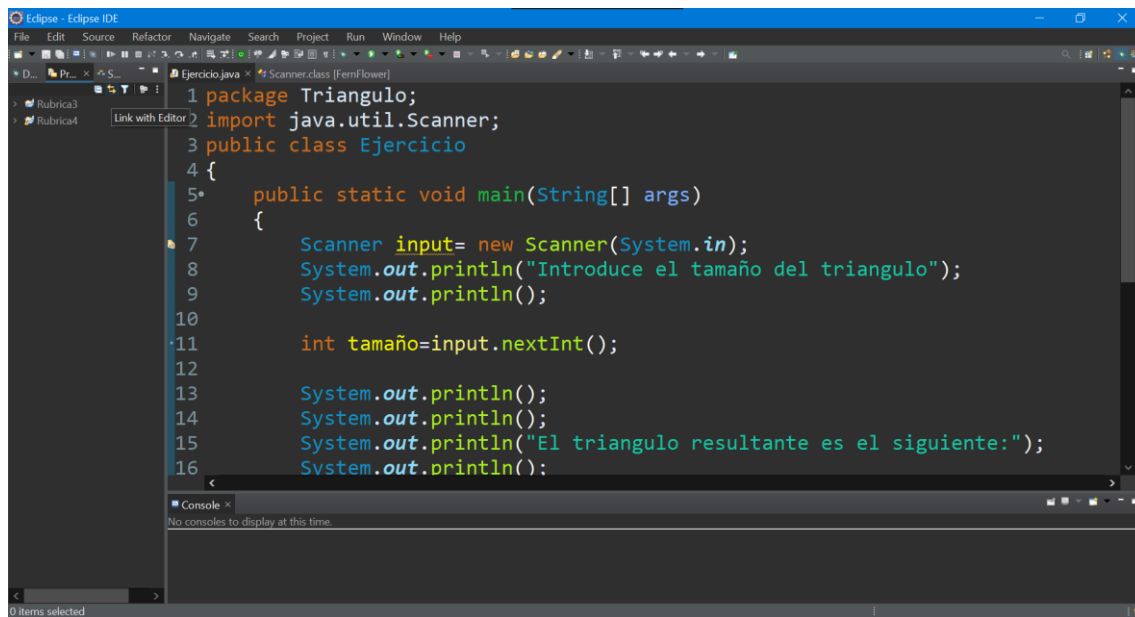 Eclipse - Eclipse IDE
File Edit Source Refactor Navigate Search Project Run Window Help
D... Pr... × S... Ejercicio.java × Scanner.class [FernFlower]
Rubrica3
Rubrica4
Link with Editor
1 package Triangulo;
2 import java.util.Scanner;
3 public class Ejercicio
4 {
5 public static void main(String[] args)
6 {
7 Scanner input= new Scanner(System.in);
8 System.out.println("Introduce el tamaño del triangulo");
9 System.out.println();
10
11 int tamaño=input.nextInt();
12
13 System.out.println();
14 System.out.println();
15 System.out.println("El triangulo resultante es el siguiente:");
16 System.out.println();
Console ×
No consoles to display at this time.
0 items selected